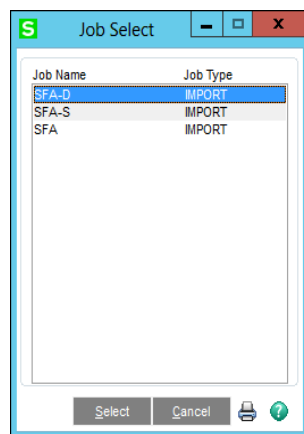 S Job Select
Job Name Job Type
SFA-D IMPORT
SFA-S IMPORT
SFA IMPORT
Select Cancel ?